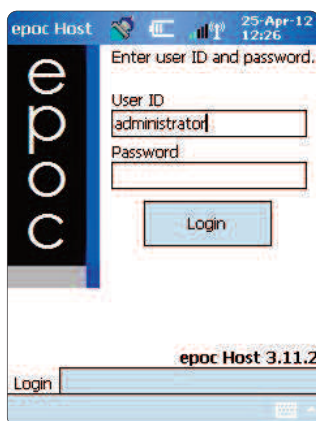 epoc Host
25-Apr-12
12:26
Enter user ID and password.
epoc
User ID
administrator
Password
Login
epoc Host 3.11.2
Login